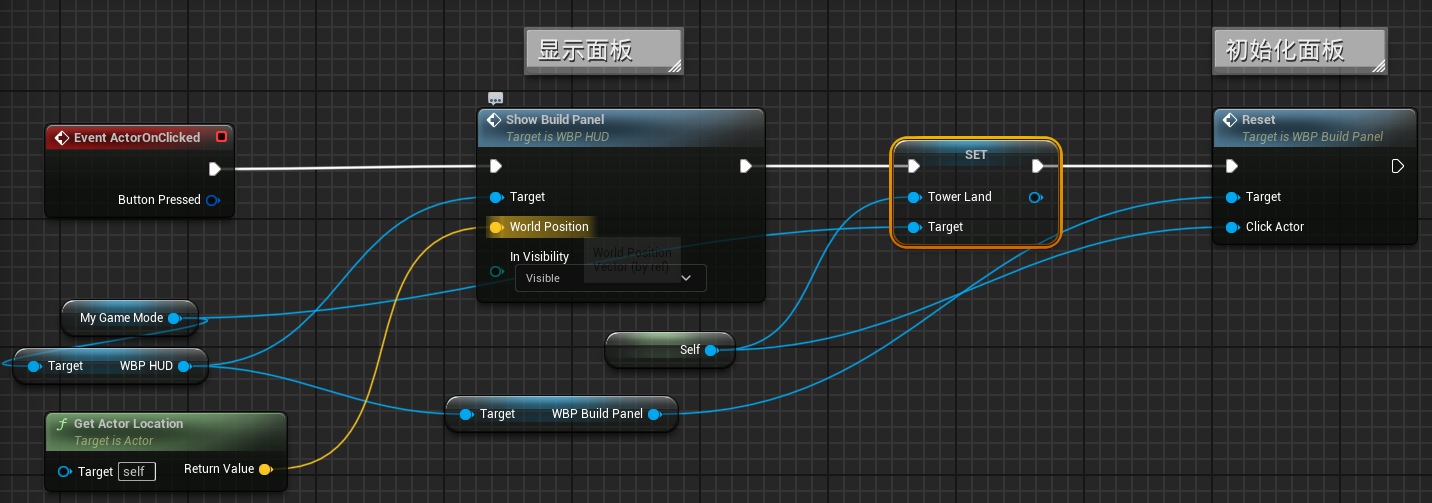 显示面板
初始化面板
Event ActorOnClicked
Button Pressed
Show Build Panel
Target is WBP HUD
Target
World Position
In Visibility
Visible
World Position
Vector (by ref)
SET
Tower Land
Target
Reset
Target is WBP Build Panel
Target
Click Actor
My Game Mode
Target WBP HUD
Self
Target WBP Build Panel
f Get Actor Location
Target is Actor
Target self Return Value